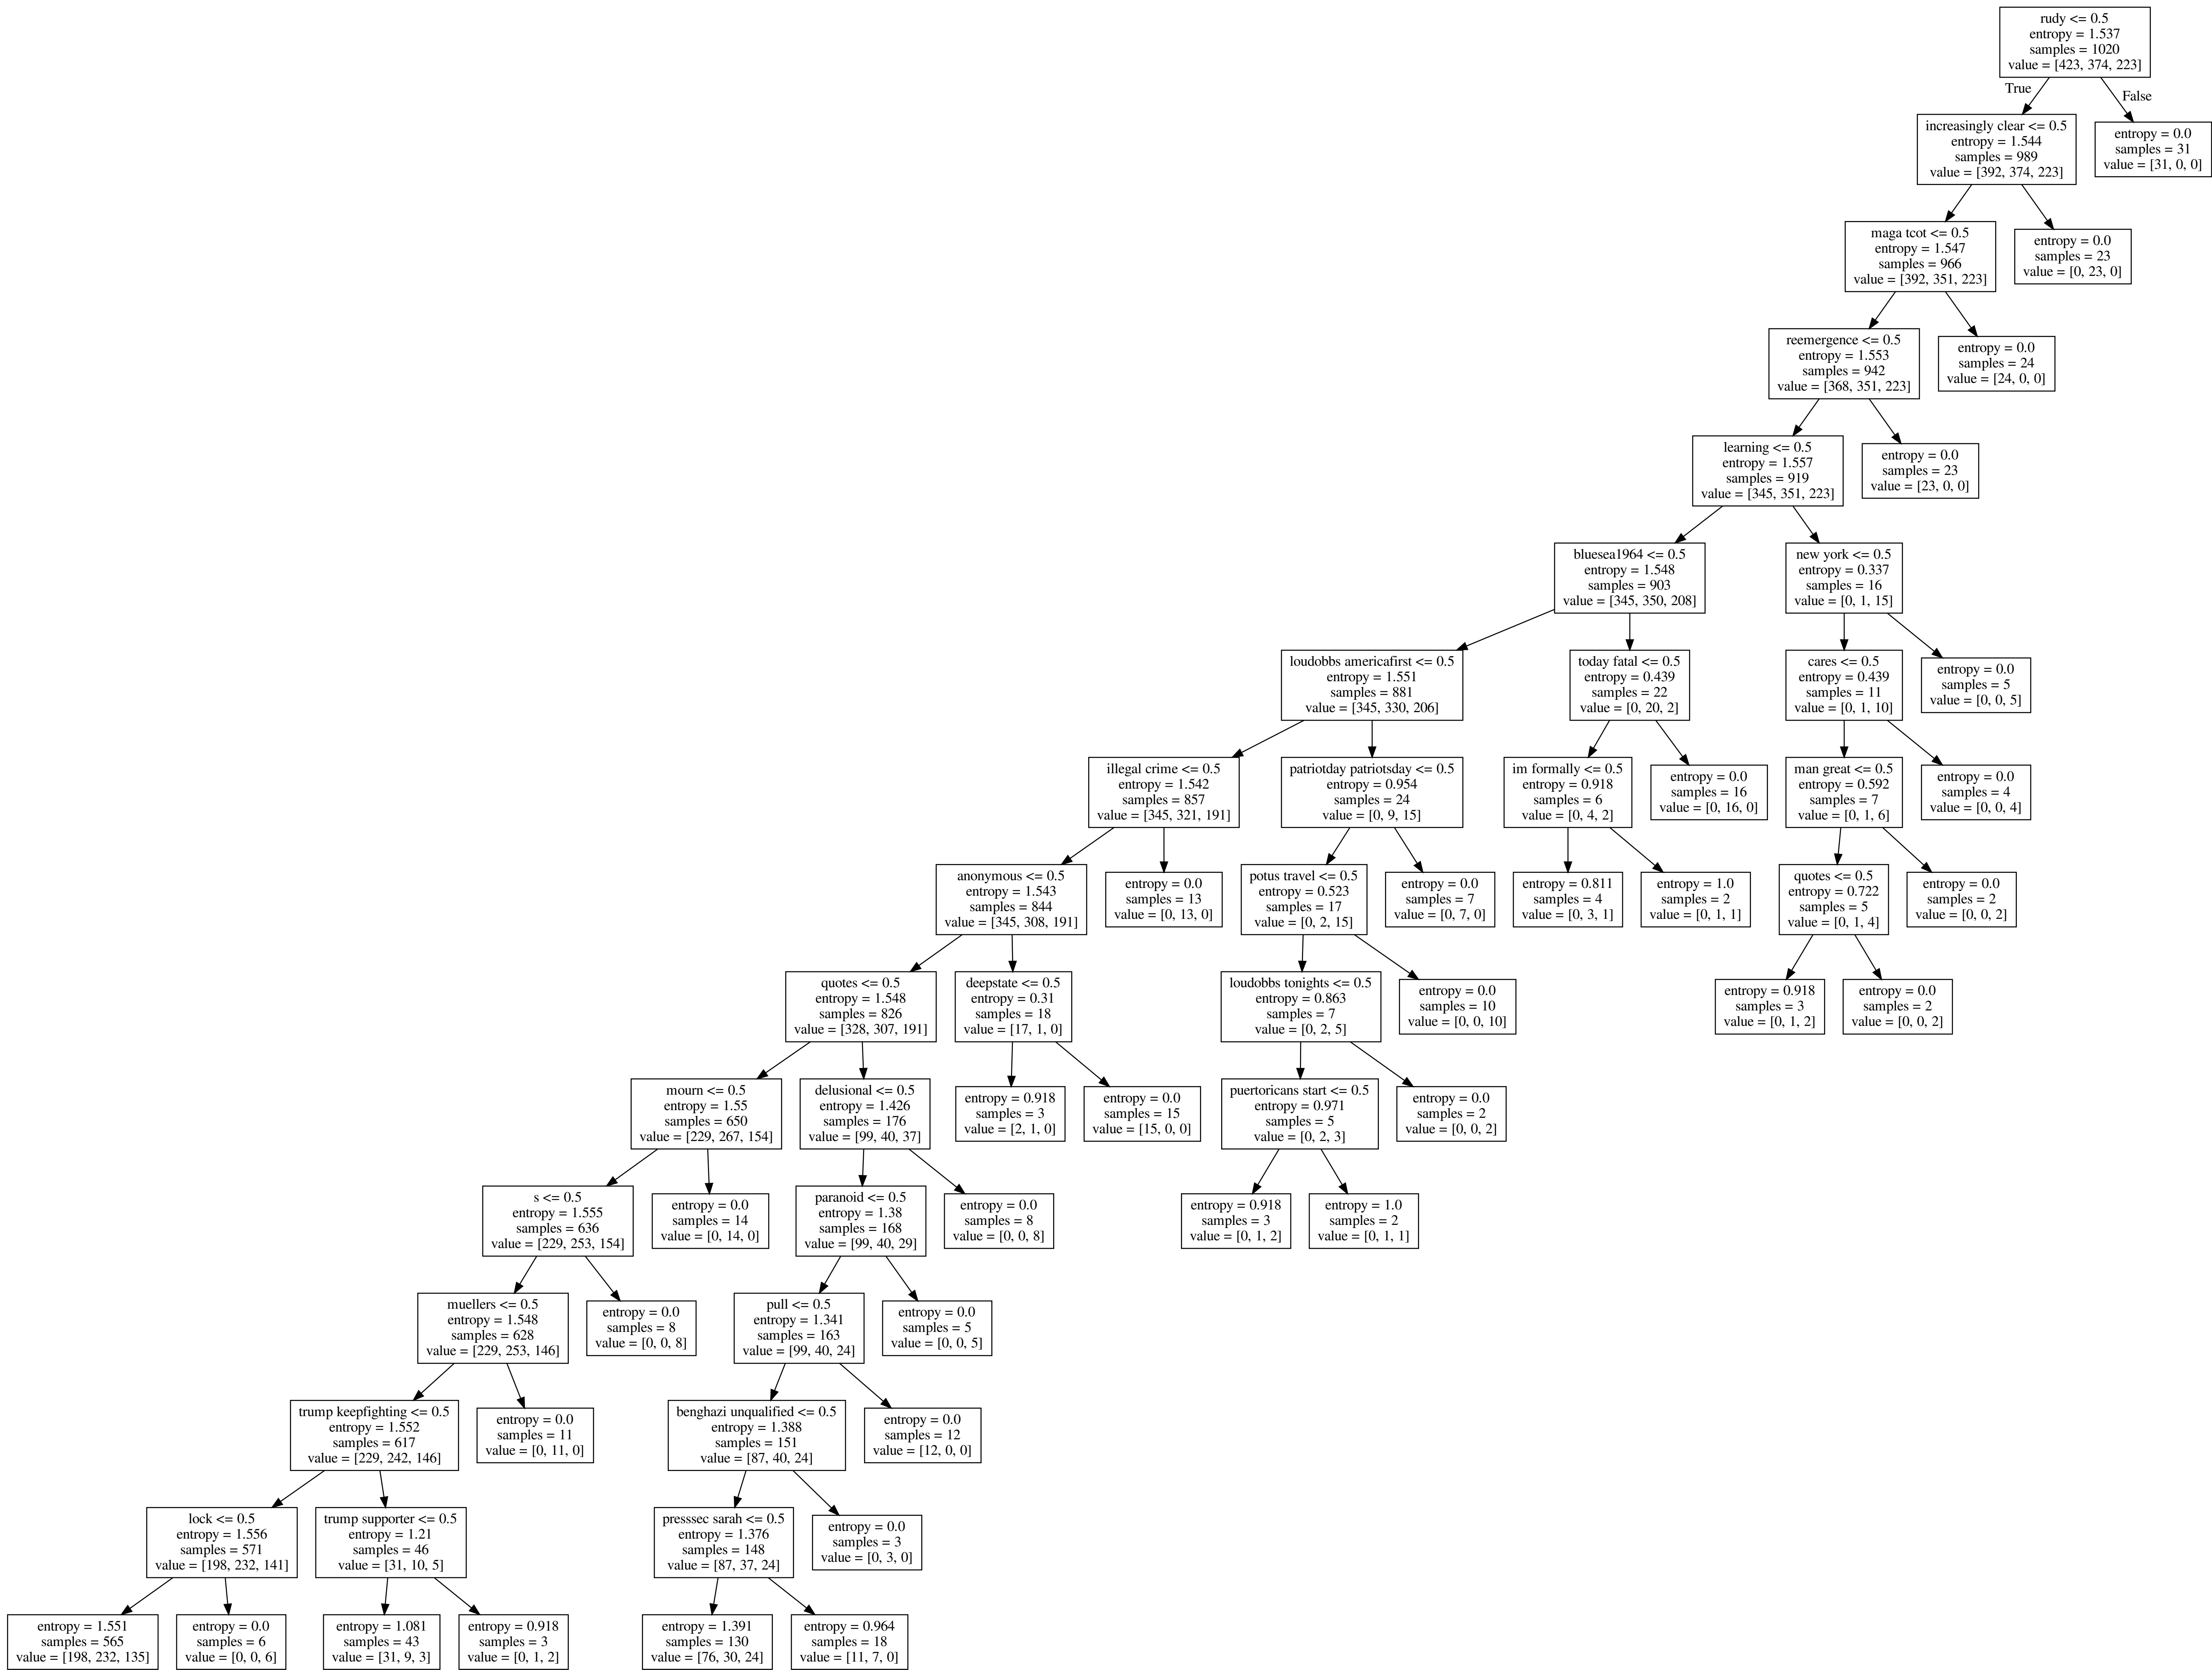 rudy <= 0.5
entropy = 1.537
samples = 1020
value = [423, 374, 223]
True
False
increasingly clear <= 0.5
entropy = 1.544
samples = 989
value = [392, 374, 223]
entropy = 0.0
samples = 31
value = [31, 0, 0]
maga tcot <= 0.5
entropy = 1.547
samples = 966
value = [392, 351, 223]
entropy = 0.0
samples = 23
value = [0, 23, 0]
reemergence <= 0.5
entropy = 1.553
samples = 942
value = [368, 351, 223]
entropy = 0.0
samples = 24
value = [24, 0, 0]
learning <= 0.5
entropy = 1.557
samples = 919
value = [345, 351, 223]
entropy = 0.0
samples = 23
value = [23, 0, 0]
bluesea1964 <= 0.5
entropy = 1.548
samples = 903
value = [345, 350, 208]
new york <= 0.5
entropy = 0.337
samples = 16
value = [0, 1, 15]
loudobbs americafirst <= 0.5
entropy = 1.551
samples = 881
value = [345, 330, 206]
today fatal <= 0.5
entropy = 0.439
samples = 22
value = [0, 20, 2]
cares <= 0.5
entropy = 0.439
samples = 11
value = [0, 1, 10]
entropy = 0.0
samples = 5
value = [0, 0, 5]
illegal crime <= 0.5
entropy = 1.542
samples = 857
value = [345, 321, 191]
patriotday patriotsday <= 0.5
entropy = 0.954
samples = 24
value = [0, 9, 15]
im formally <= 0.5
entropy = 0.918
samples = 6
value = [0, 4, 2]
entropy = 0.0
samples = 16
value = [0, 16, 0]
man great <= 0.5
entropy = 0.592
samples = 7
value = [0, 1, 6]
entropy = 0.0
samples = 4
value = [0, 0, 4]
anonymous <= 0.5
entropy = 1.543
samples = 844
value = [345, 308, 191]
entropy = 0.0
samples = 13
value = [0, 13, 0]
potus travel <= 0.5
entropy = 0.523
samples = 17
value = [0, 2, 15]
entropy = 0.0
samples = 7
value = [0, 7, 0]
entropy = 0.811
samples = 4
value = [0, 3, 1]
entropy = 1.0
samples = 2
value = [0, 1, 1]
quotes <= 0.5
entropy = 0.722
samples = 5
value = [0, 1, 4]
entropy = 0.0
samples = 2
value = [0, 0, 2]
quotes <= 0.5
entropy = 1.548
samples = 826
value = [328, 307, 191]
deepstate <= 0.5
entropy = 0.31
samples = 18
value = [17, 1, 0]
loudobbs tonights <= 0.5
entropy = 0.863
samples = 7
value = [0, 2, 5]
entropy = 0.0
samples = 10
value = [0, 0, 10]
entropy = 0.918
samples = 3
value = [0, 1, 2]
entropy = 0.0
samples = 2
value = [0, 0, 2]
mourn <= 0.5
entropy = 1.55
samples = 650
value = [229, 267, 154]
delusional <= 0.5
entropy = 1.426
samples = 176
value = [99, 40, 37]
entropy = 0.918
samples = 3
value = [2, 1, 0]
entropy = 0.0
samples = 15
value = [15, 0, 0]
puertoricans start <= 0.5
entropy = 0.971
samples = 5
value = [0, 2, 3]
entropy = 0.0
samples = 2
value = [0, 0, 2]
s <= 0.5
entropy = 1.555
samples = 636
value = [229, 253, 154]
entropy = 0.0
samples = 14
value = [0, 14, 0]
paranoid <= 0.5
entropy = 1.38
samples = 168
value = [99, 40, 29]
entropy = 0.0
samples = 8
value = [0, 0, 8]
entropy = 0.918
samples = 3
value = [0, 1, 2]
entropy = 1.0
samples = 2
value = [0, 1, 1]
muellers <= 0.5
entropy = 1.548
samples = 628
value = [229, 253, 146]
entropy = 0.0
samples = 8
value = [0, 0, 8]
pull <= 0.5
entropy = 1.341
samples = 163
value = [99, 40, 24]
entropy = 0.0
samples = 5
value = [0, 0, 5]
trump keepfighting <= 0.5
entropy = 1.552
samples = 617
value = [229, 242, 146]
entropy = 0.0
samples = 11
value = [0, 11, 0]
benghazi unqualified <= 0.5
entropy = 1.388
samples = 151
value = [87, 40, 24]
entropy = 0.0
samples = 12
value = [12, 0, 0]
lock <= 0.5
entropy = 1.556
samples = 571
value = [198, 232, 141]
trump supporter <= 0.5
entropy = 1.21
samples = 46
value = [31, 10, 5]
presssec sarah <= 0.5
entropy = 1.376
samples = 148
value = [87, 37, 24]
entropy = 0.0
samples = 3
value = [0, 3, 0]
entropy = 1.551
samples = 565
value = [198, 232, 135]
entropy = 0.0
samples = 6
value = [0, 0, 6]
entropy = 1.081
samples = 43
value = [31, 9, 3]
entropy = 0.918
samples = 3
value = [0, 1, 2]
entropy = 1.391
samples = 130
value = [76, 30, 24]
entropy = 0.964
samples = 18
value = [11, 7, 0]